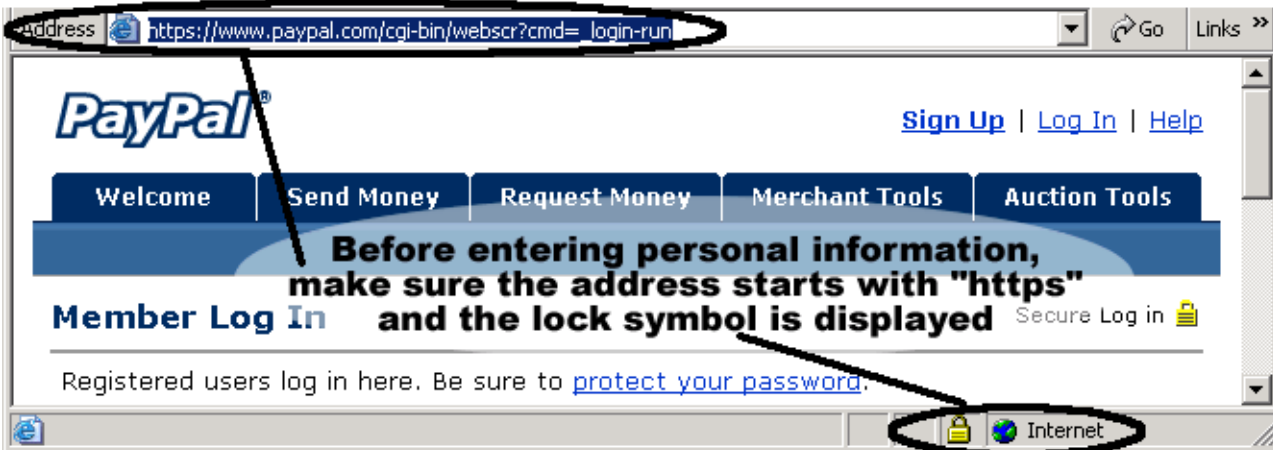 Address https://www.paypal.com/cgi-bin/webscr?cmd=_login-run Go Links »
PayPal®
Sign Up | Log In | Help
Welcome Send Money Request Money Merchant Tools Auction Tools
Before entering personal information,
make sure the address starts with "https"
and the lock symbol is displayed
Member Log In Secure Log in
Registered users log in here. Be sure to protect your password.
Internet